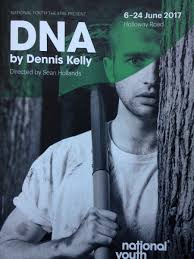 NATIONAL YOUTH THEATRE PRESENT
6–24 June 2017
Holloway Road
DNA
by Dennis Kelly
Directed by Sean Hollands
national
youth